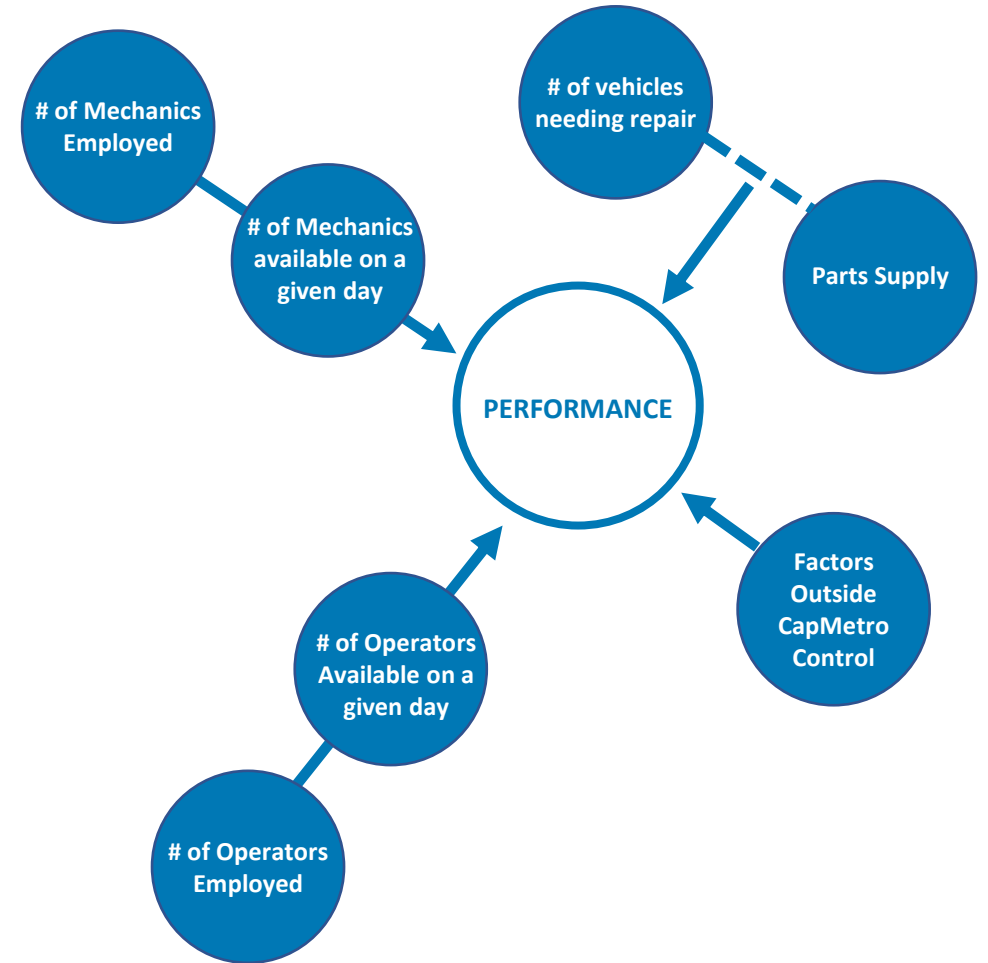 # of Mechanics
Employed
# of vehicles
needing repair
# of Mechanics
available on a
given day
Parts Supply
PERFORMANCE
Factors
Outside
CapMetro
Control
# of Operators
Available on a
given day
# of Operators
Employed